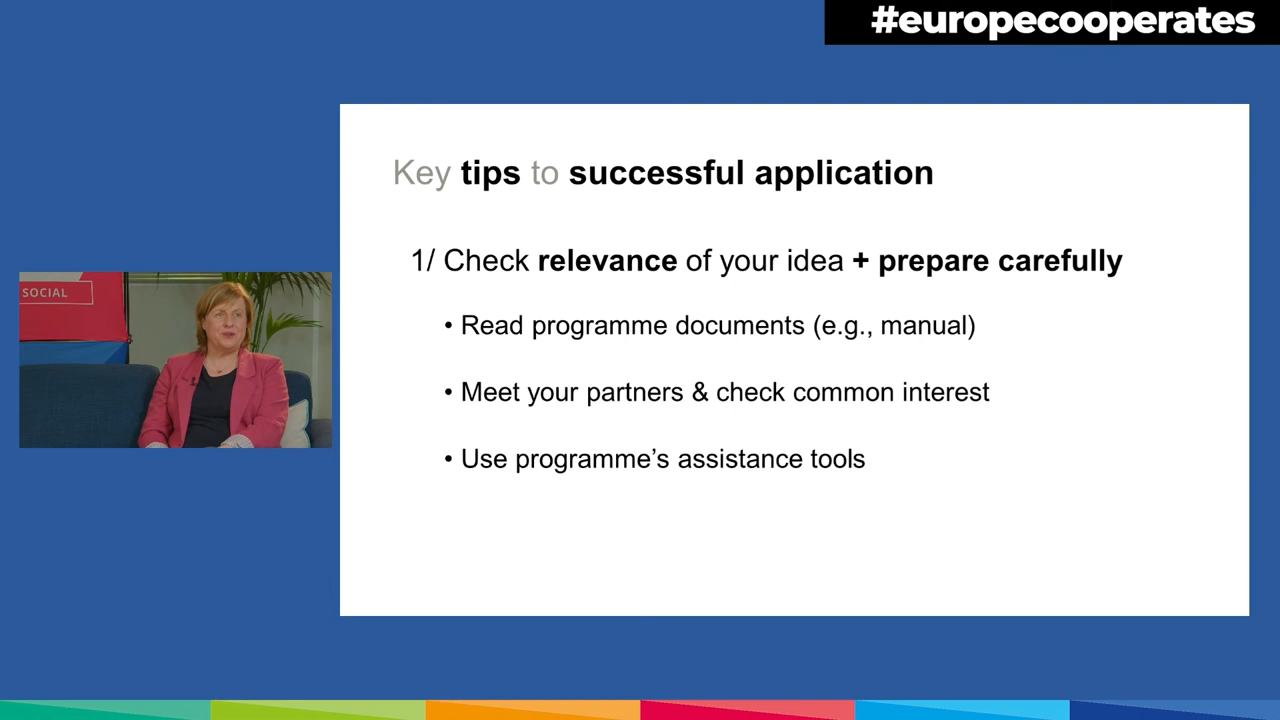 #europecooperates
Key tips to successful application
1/ Check relevance of your idea + prepare carefully
• Read programme documents (e.g., manual)
• Meet your partners & check common interest
• Use programme's assistance tools
SOCIAL